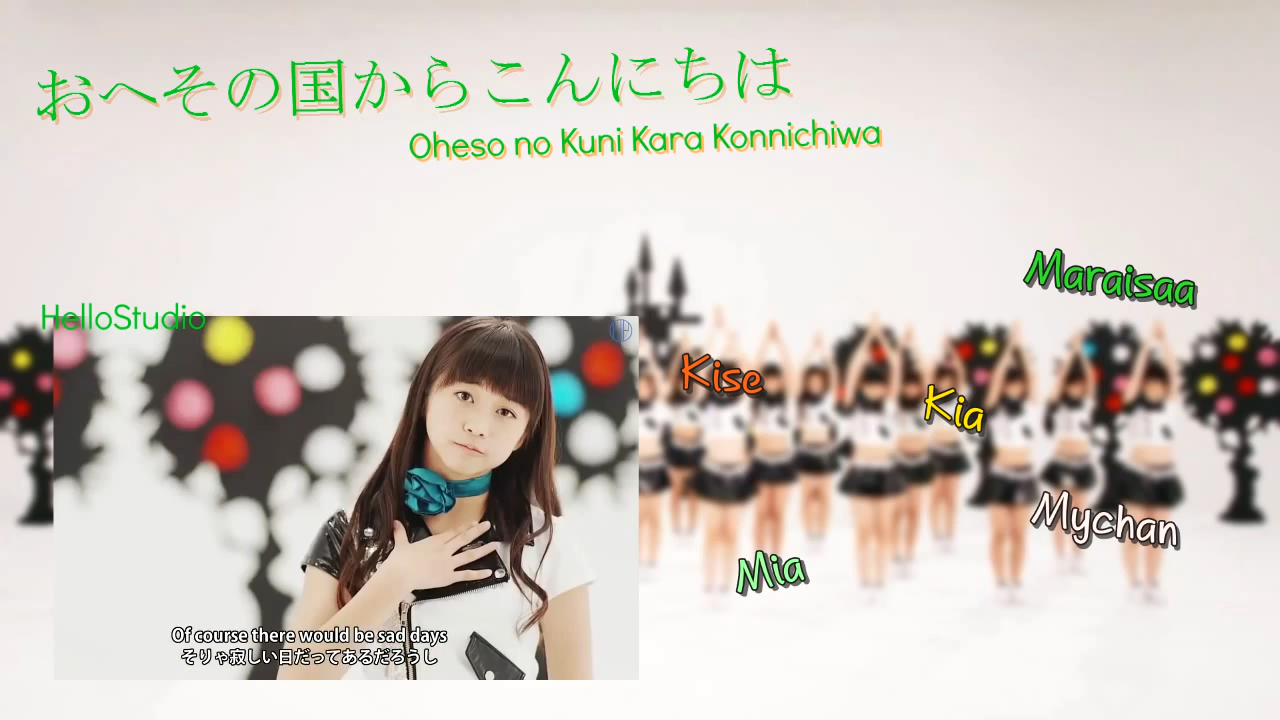 おへその国からこんにちは
Oheso no Kuni Kara Konnichiwa
Maraisaa
HelloStudio
Kise
Kia
Mychan
Mia
Of course there would be sad days
そりゃ寂しい日だってあるだろうし